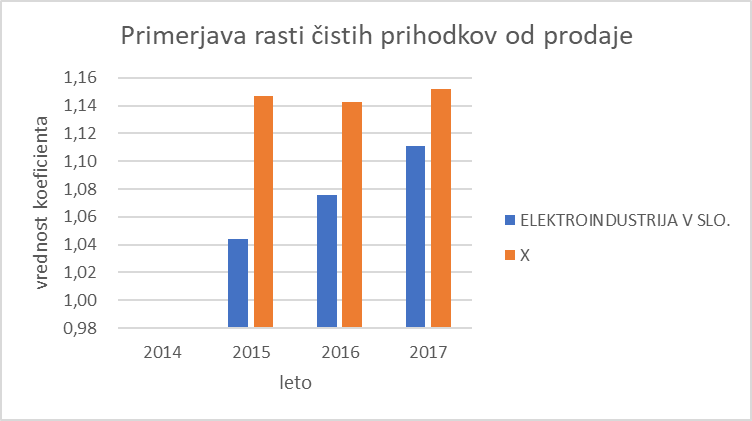 Primerjava rasti čistih prihodkov od prodaje
1,16
1,14
1,12
1,10
1,08
1,06
1,04
1,02
1,00
0,98
vrednost koeficienta
2014 2015 2016 2017
leto
ELEKTROINDUSTRIJA V SLO.
X